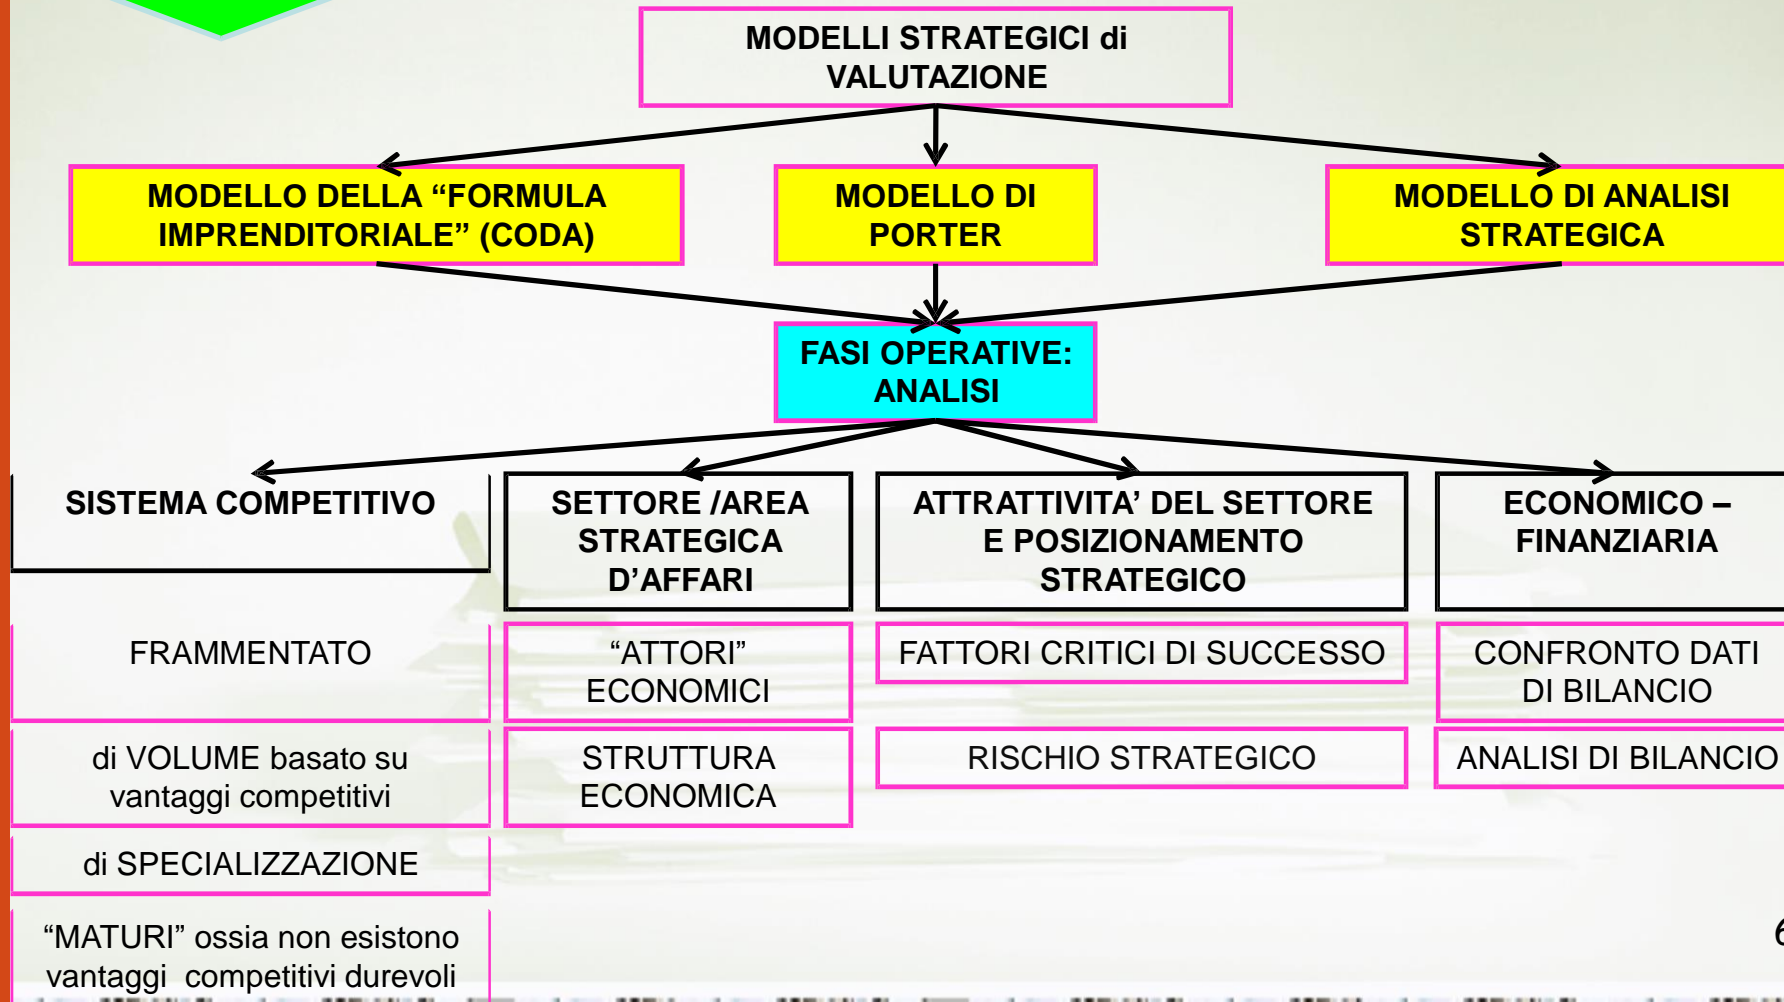 MODELLI STRATEGICI di
VALUTAZIONE
MODELLO DELLA “FORMULA
IMPRENDITORIALE” (CODA)
MODELLO DI
PORTER
MODELLO DI ANALISI
STRATEGICA
FASI OPERATIVE:
ANALISI
SISTEMA COMPETITIVO
SETTORE /AREA
STRATEGICA
D’AFFARI
ATTRATTIVITA’ DEL SETTORE
E POSIZIONAMENTO
STRATEGICO
ECONOMICO –
FINANZIARIA
FRAMMENTATO
“ATTORI”
ECONOMICI
FATTORI CRITICI DI SUCCESSO
CONFRONTO DATI
DI BILANCIO
di VOLUME basato su
vantaggi competitivi
STRUTTURA
ECONOMICA
RISCHIO STRATEGICO
ANALISI DI BILANCIO
di SPECIALIZZAZIONE
“MATURI” ossia non esistono
vantaggi competitivi durevoli